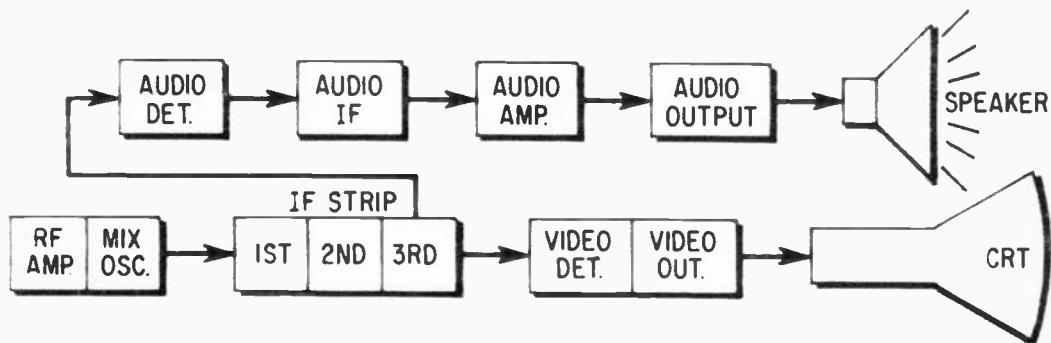 AUDIO
DET.
AUDIO
IF
AUDIO
AMP.
AUDIO
OUTPUT
SPEAKER
IF STRIP
RF
AMP.
MIX
OSC.
1ST
2ND
3RD
VIDEO
DET.
VIDEO
OUT.
CRT